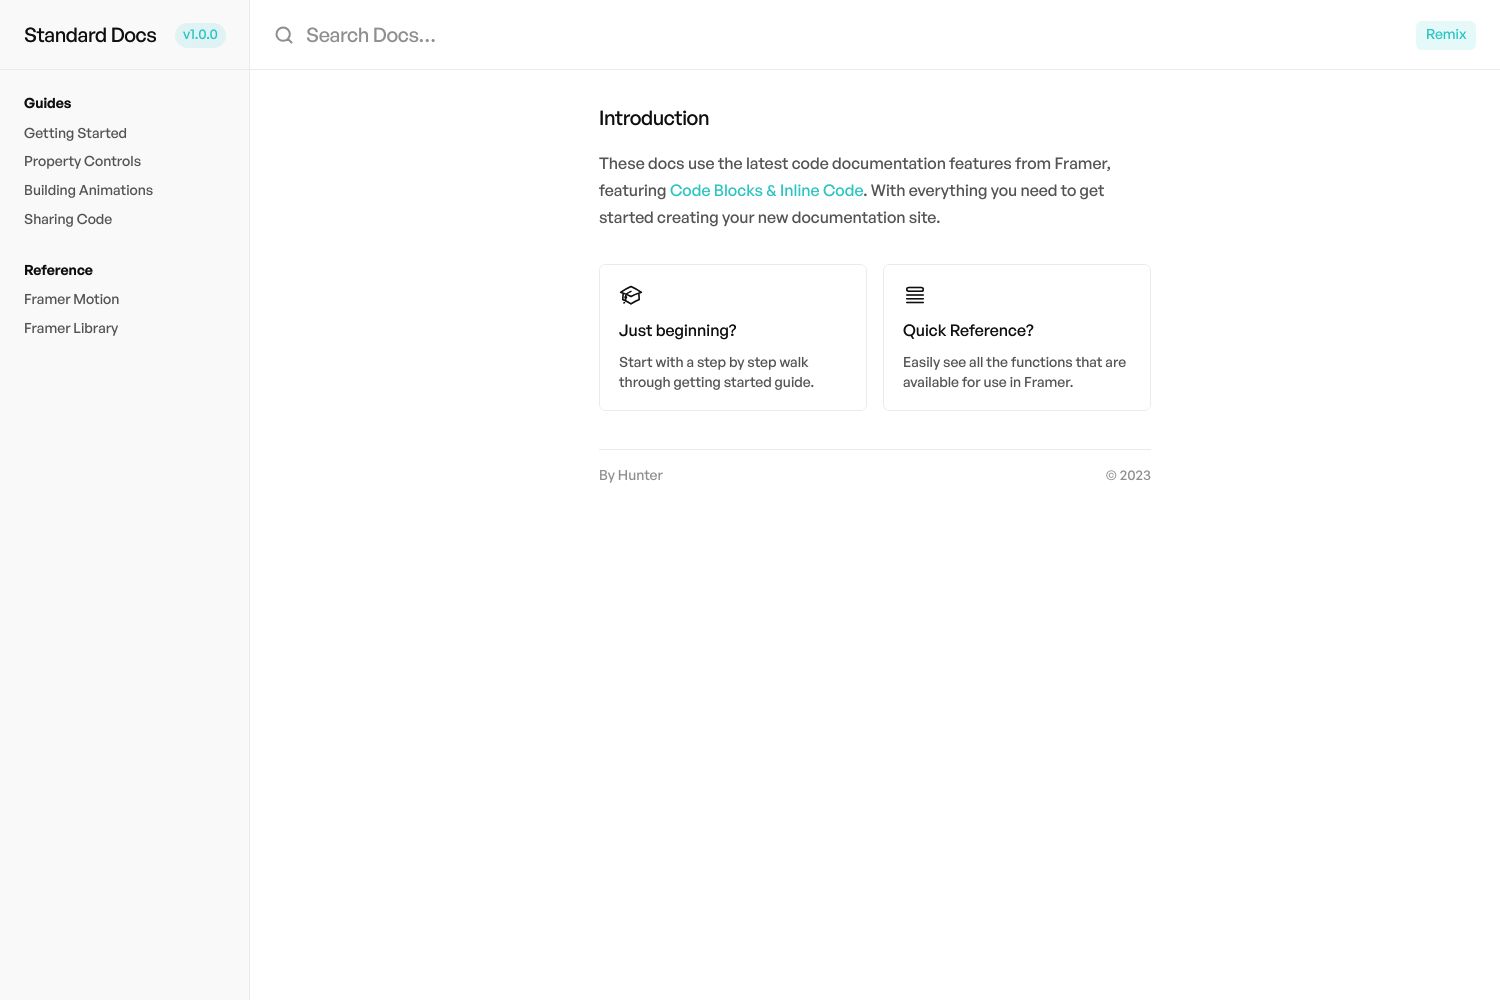 Standard Docs
v1.0.0
Search Docs...
Remix
Guides
Getting Started
Property Controls
Building Animations
Sharing Code
Reference
Framer Motion
Framer Library
Introduction
These docs use the latest code documentation features from Framer,
featuring Code Blocks & Inline Code. With everything you need to get
started creating your new documentation site.
Just beginning?
Start with a step by step walk
through getting started guide.
Quick Reference?
Easily see all the functions that are
available for use in Framer.
By Hunter
© 2023